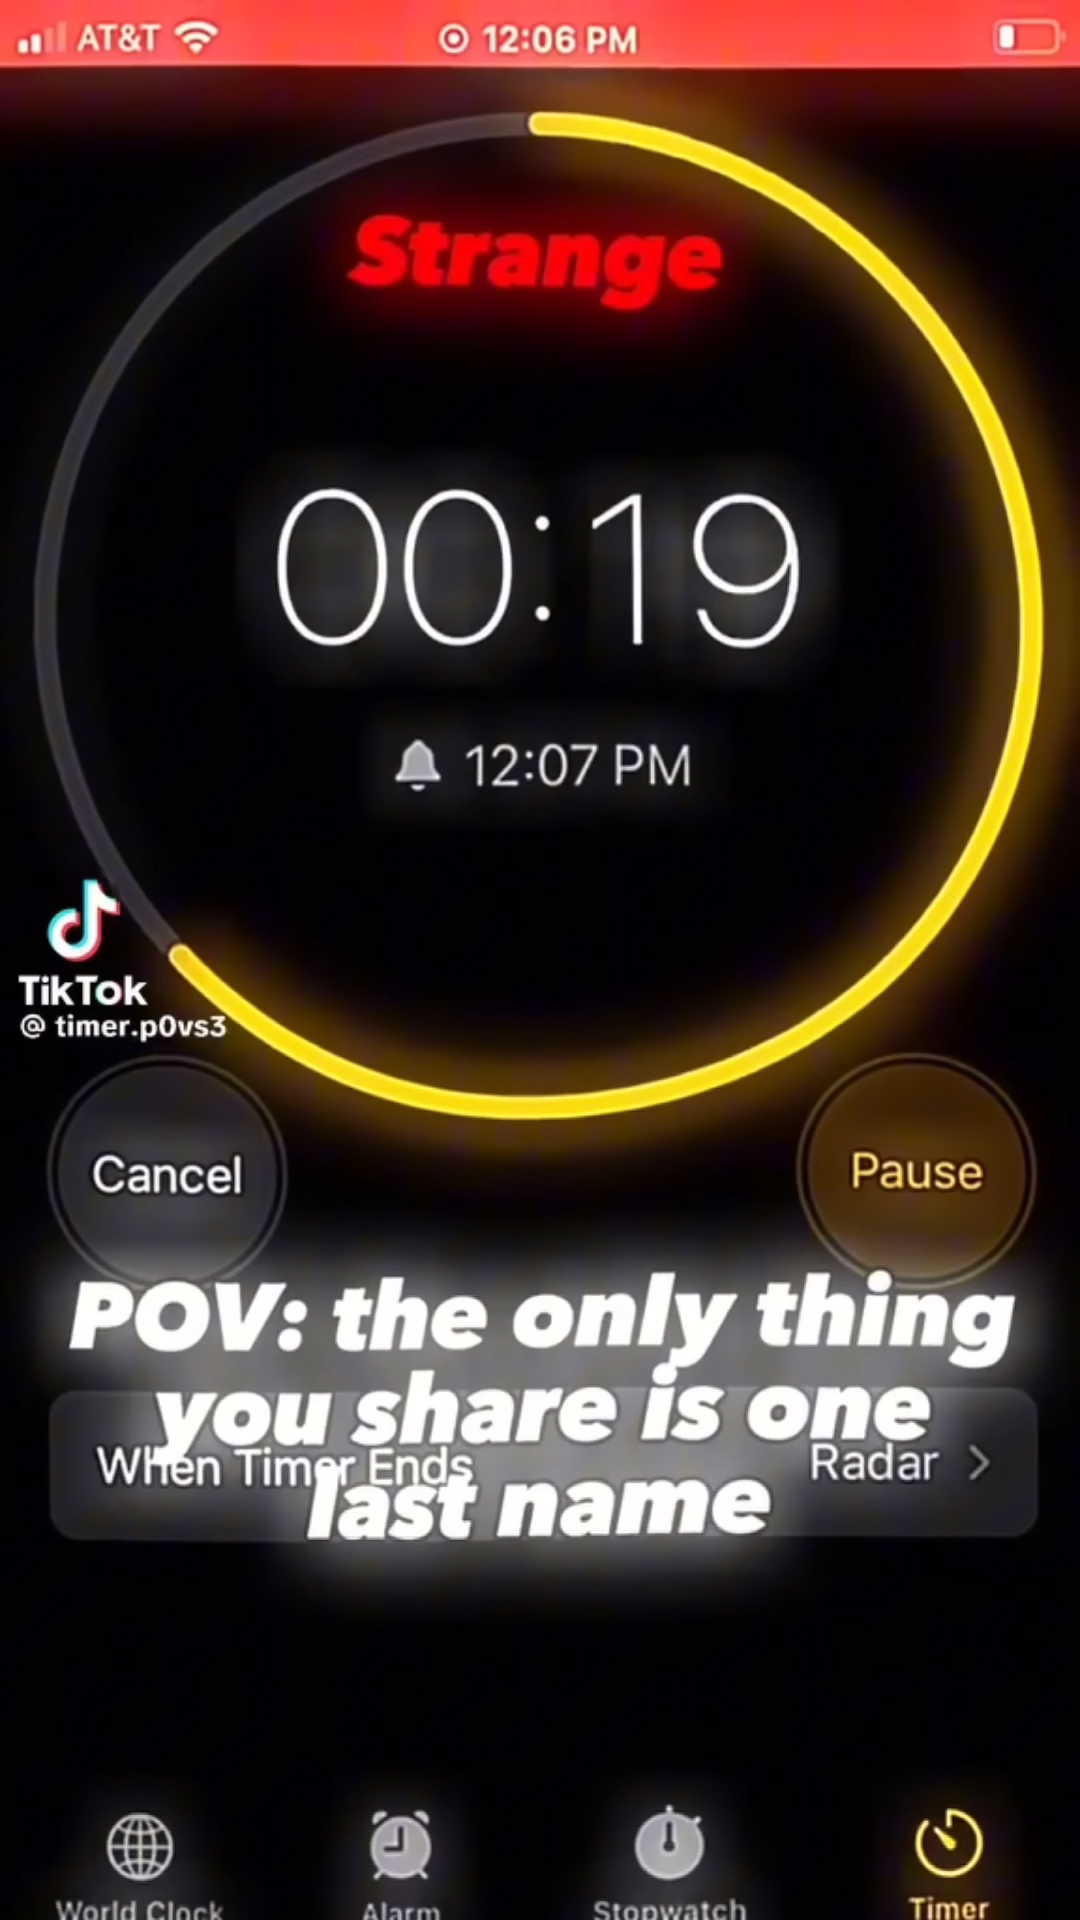 AT&T 12:06 PM
Strange
00:19
12:07 PM
TikTok
@ timer.p0vs3
Cancel
Pause
POV: the only thing
you share is one
last name
When Timer Ends
Radar
World Clock
Alarm
Stopwatch
Timer